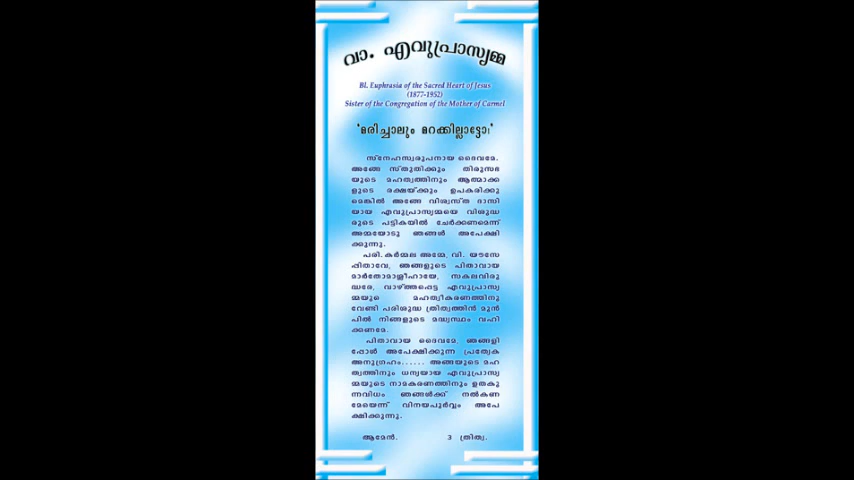 വാ. എവുപ്രാസ്യമ്മ
Bl. Euphrasia of the Sacred Heart of Jesus
(1877-1952)
Sister of the Congregation of the Mother of Carmel
'മരിച്ചാലും മറക്കില്ലാട്ടോ!'
സ്നേഹസ്വരൂപനായ ദൈവമേ,
അങ്ങേ സ്തുതിക്കും തിരുസഭ
യുടെ മഹത്വത്തിനും ആത്മാക്ക
ളുടെ രക്ഷയ്ക്കും ഉപകരിക്കു
മെങ്കിൽ അങ്ങേ വിശ്വസ്ത ദാസി
യായ എവുപ്രാസ്യമ്മയെ വിശുദ്ധ
രുടെ പട്ടികയിൽ ചേർക്കണമെന്ന്
അമ്മയോടു ഞങ്ങൾ അപേക്ഷി
ക്കുന്നു.
പരി. കർമ്മല അമ്മേ, വി. യൗസേ
പ്പിതാവേ, ഞങ്ങളുടെ പിതാവായ
മാർതോമാശ്ലീഹായേ, സകലവിശു
ദ്ധരേ, വാഴ്ത്തപ്പെട്ട എവുപ്രാസ്യ
മ്മയുടെ മഹത്വീകരണത്തിനു
വേണ്ടി പരിശുദ്ധ ത്രിത്വത്തിൻ മുൻ
പിൽ നിങ്ങളുടെ മദ്ധ്യസ്ഥം വഹി
ക്കണമേ.
പിതാവായ ദൈവമേ, ഞങ്ങളി
പ്പോൾ അപേക്ഷിക്കുന്ന പ്രത്യേക
അനുഗ്രഹം...... അങ്ങയുടെ മഹ
ത്വത്തിനും ധന്യയായ എവുപ്രാസ്യ
മ്മയുടെ നാമകരണത്തിനും ഉതകു
ന്നവിധം ഞങ്ങൾക്ക് നൽകണ
മേയെന്ന് വിനയപൂർവ്വം അപേ
ക്ഷിക്കുന്നു.
ആമേൻ. 3 ത്രിത്വ.